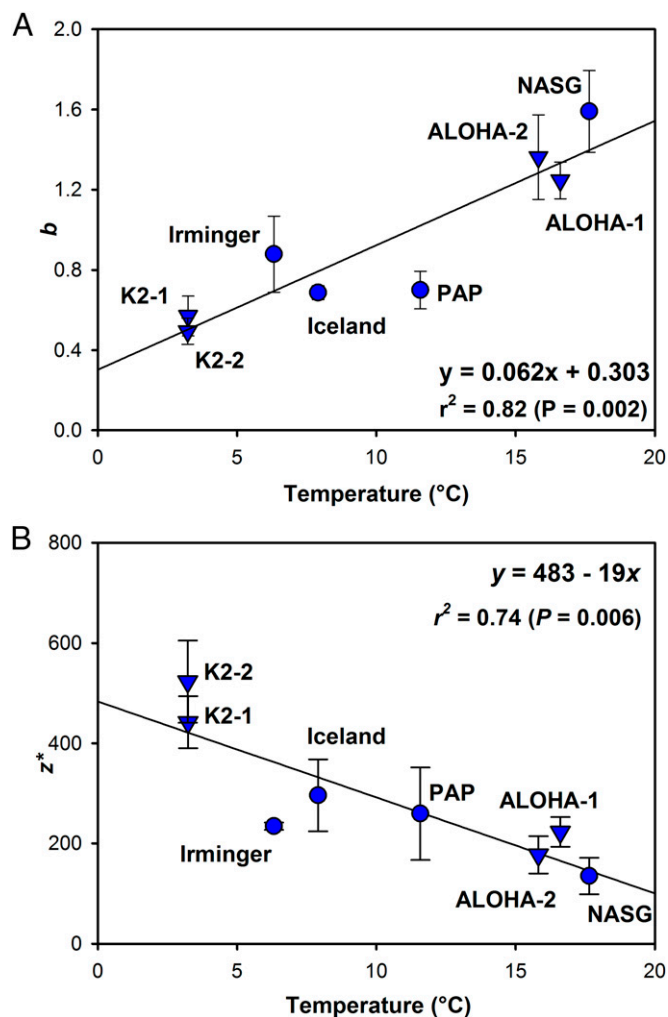 A
2.0
1.6
1.2
0.8
0.4
0.0
b
NASG
ALOHA-2
ALOHA-1
Irminger
PAP
Iceland
K2-1
K2-2
y = 0.062x + 0.303
r² = 0.82 (P = 0.002)
0 5 10 15 20
Temperature (°C)
B
800
600
400
200
0
z*
y = 483 - 19x
r² = 0.74 (P = 0.006)
K2-2
K2-1
Iceland
PAP
ALOHA-1
Irminger
ALOHA-2
NASG
0 5 10 15 20
Temperature (°C)